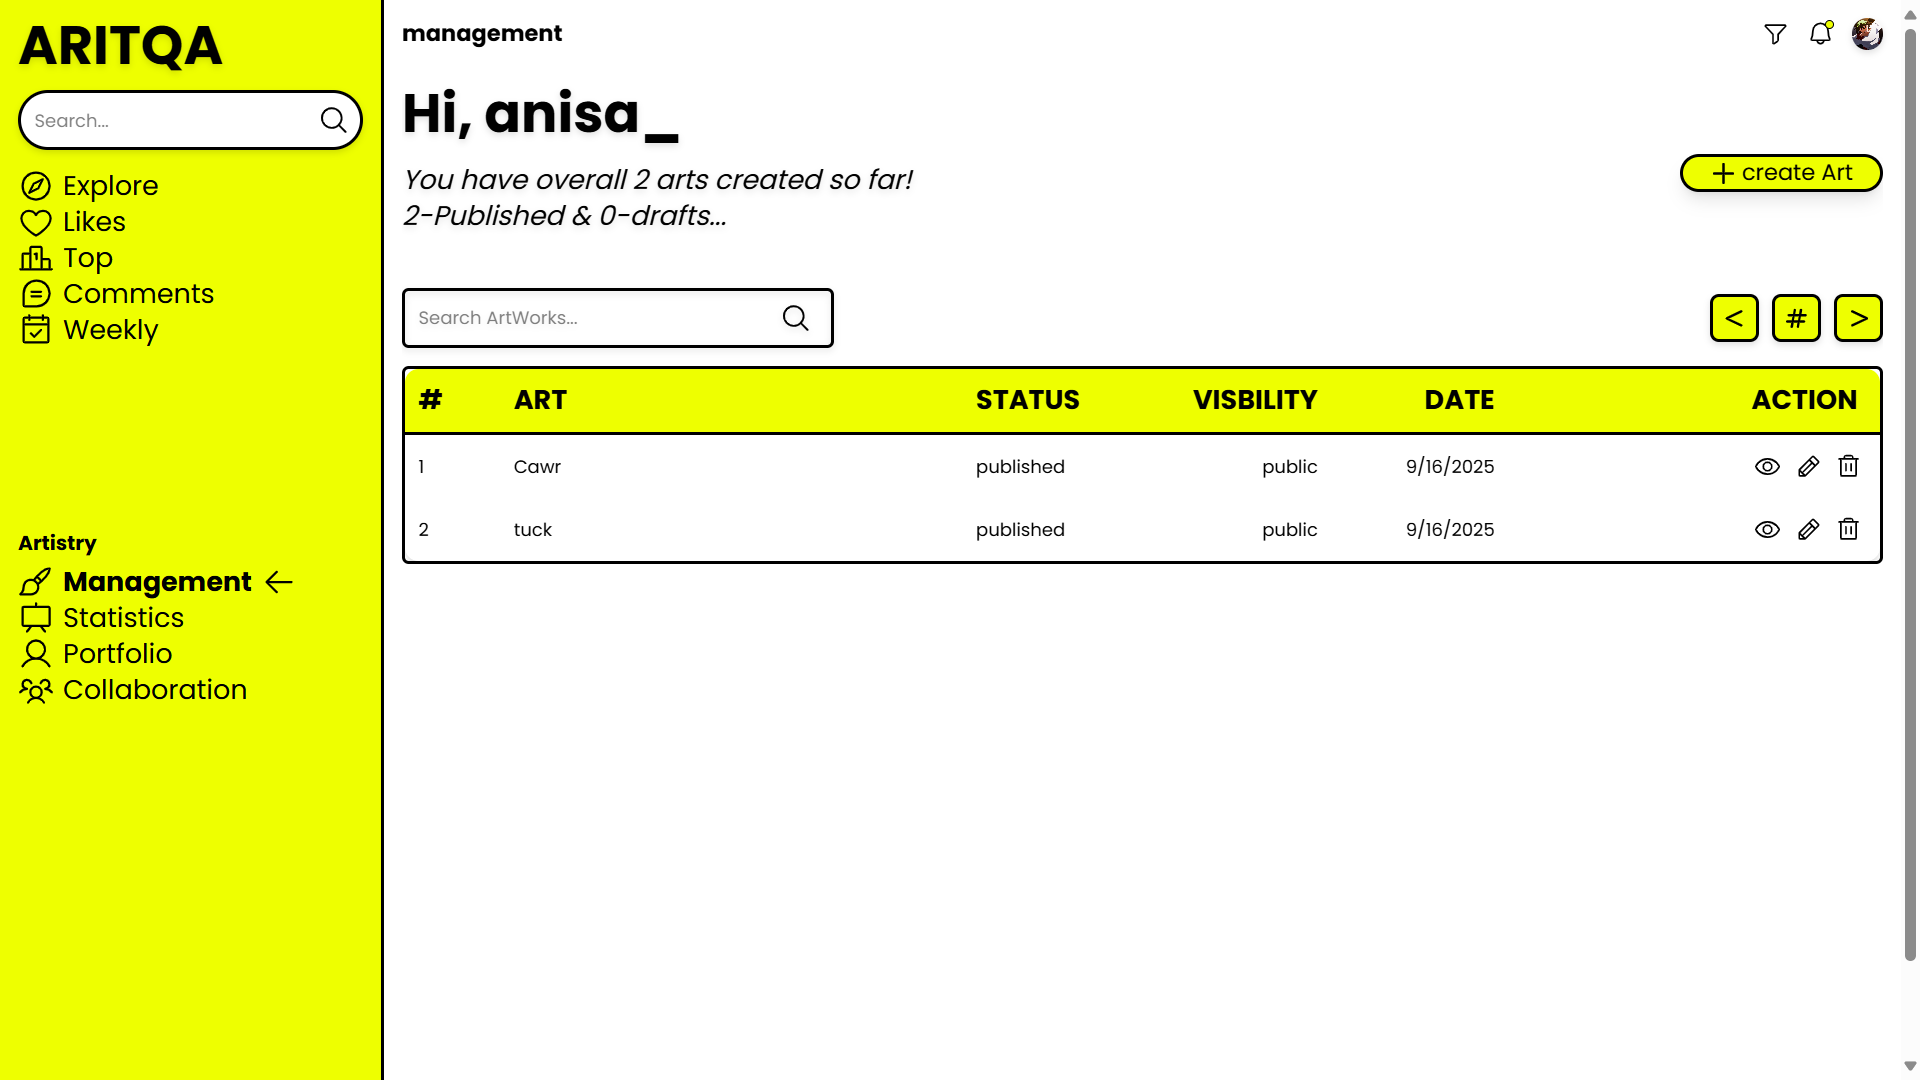 ARITQA
Search...
Explore
Likes
Top
Comments
Weekly
Artistry
Management
Statistics
Portfolio
Collaboration
management
Hi, anisa_
You have overall 2 arts created so far!
2-Published & 0-drafts...
create Art
Search ArtWorks...
< # >
# ART STATUS VISBILITY DATE ACTION
1 Cawr published public 9/16/2025
2 tuck published public 9/16/2025